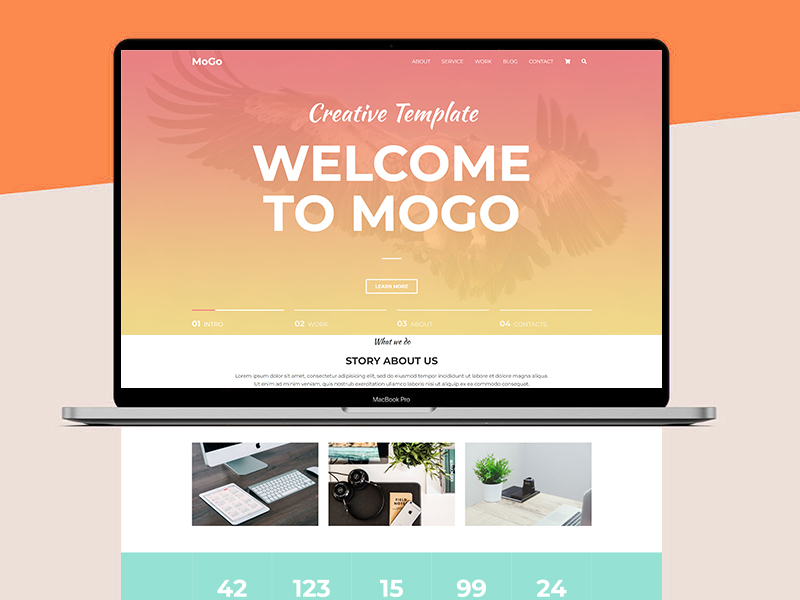 MoGo
ABOUT SERVICE WORK BLOG CONTACT
Creative Template
WELCOME
TO MOGO
LEARN MORE
01 INTRO 02 WORK 03 ABOUT 04 CONTACTS
What we do
STORY ABOUT US
Lorem ipsum dolor sit amet, consectetur adipisicing elit, sed do eiusmod tempor incididunt ut labore et dolore magna aliqua.
Ut enim ad minim veniam, quis nostrud exercitation ullamco laboris nisi ut aliquip ex ea commodo consequat.
MacBook Pro
FIELD NOTES
42 123 15 99 24